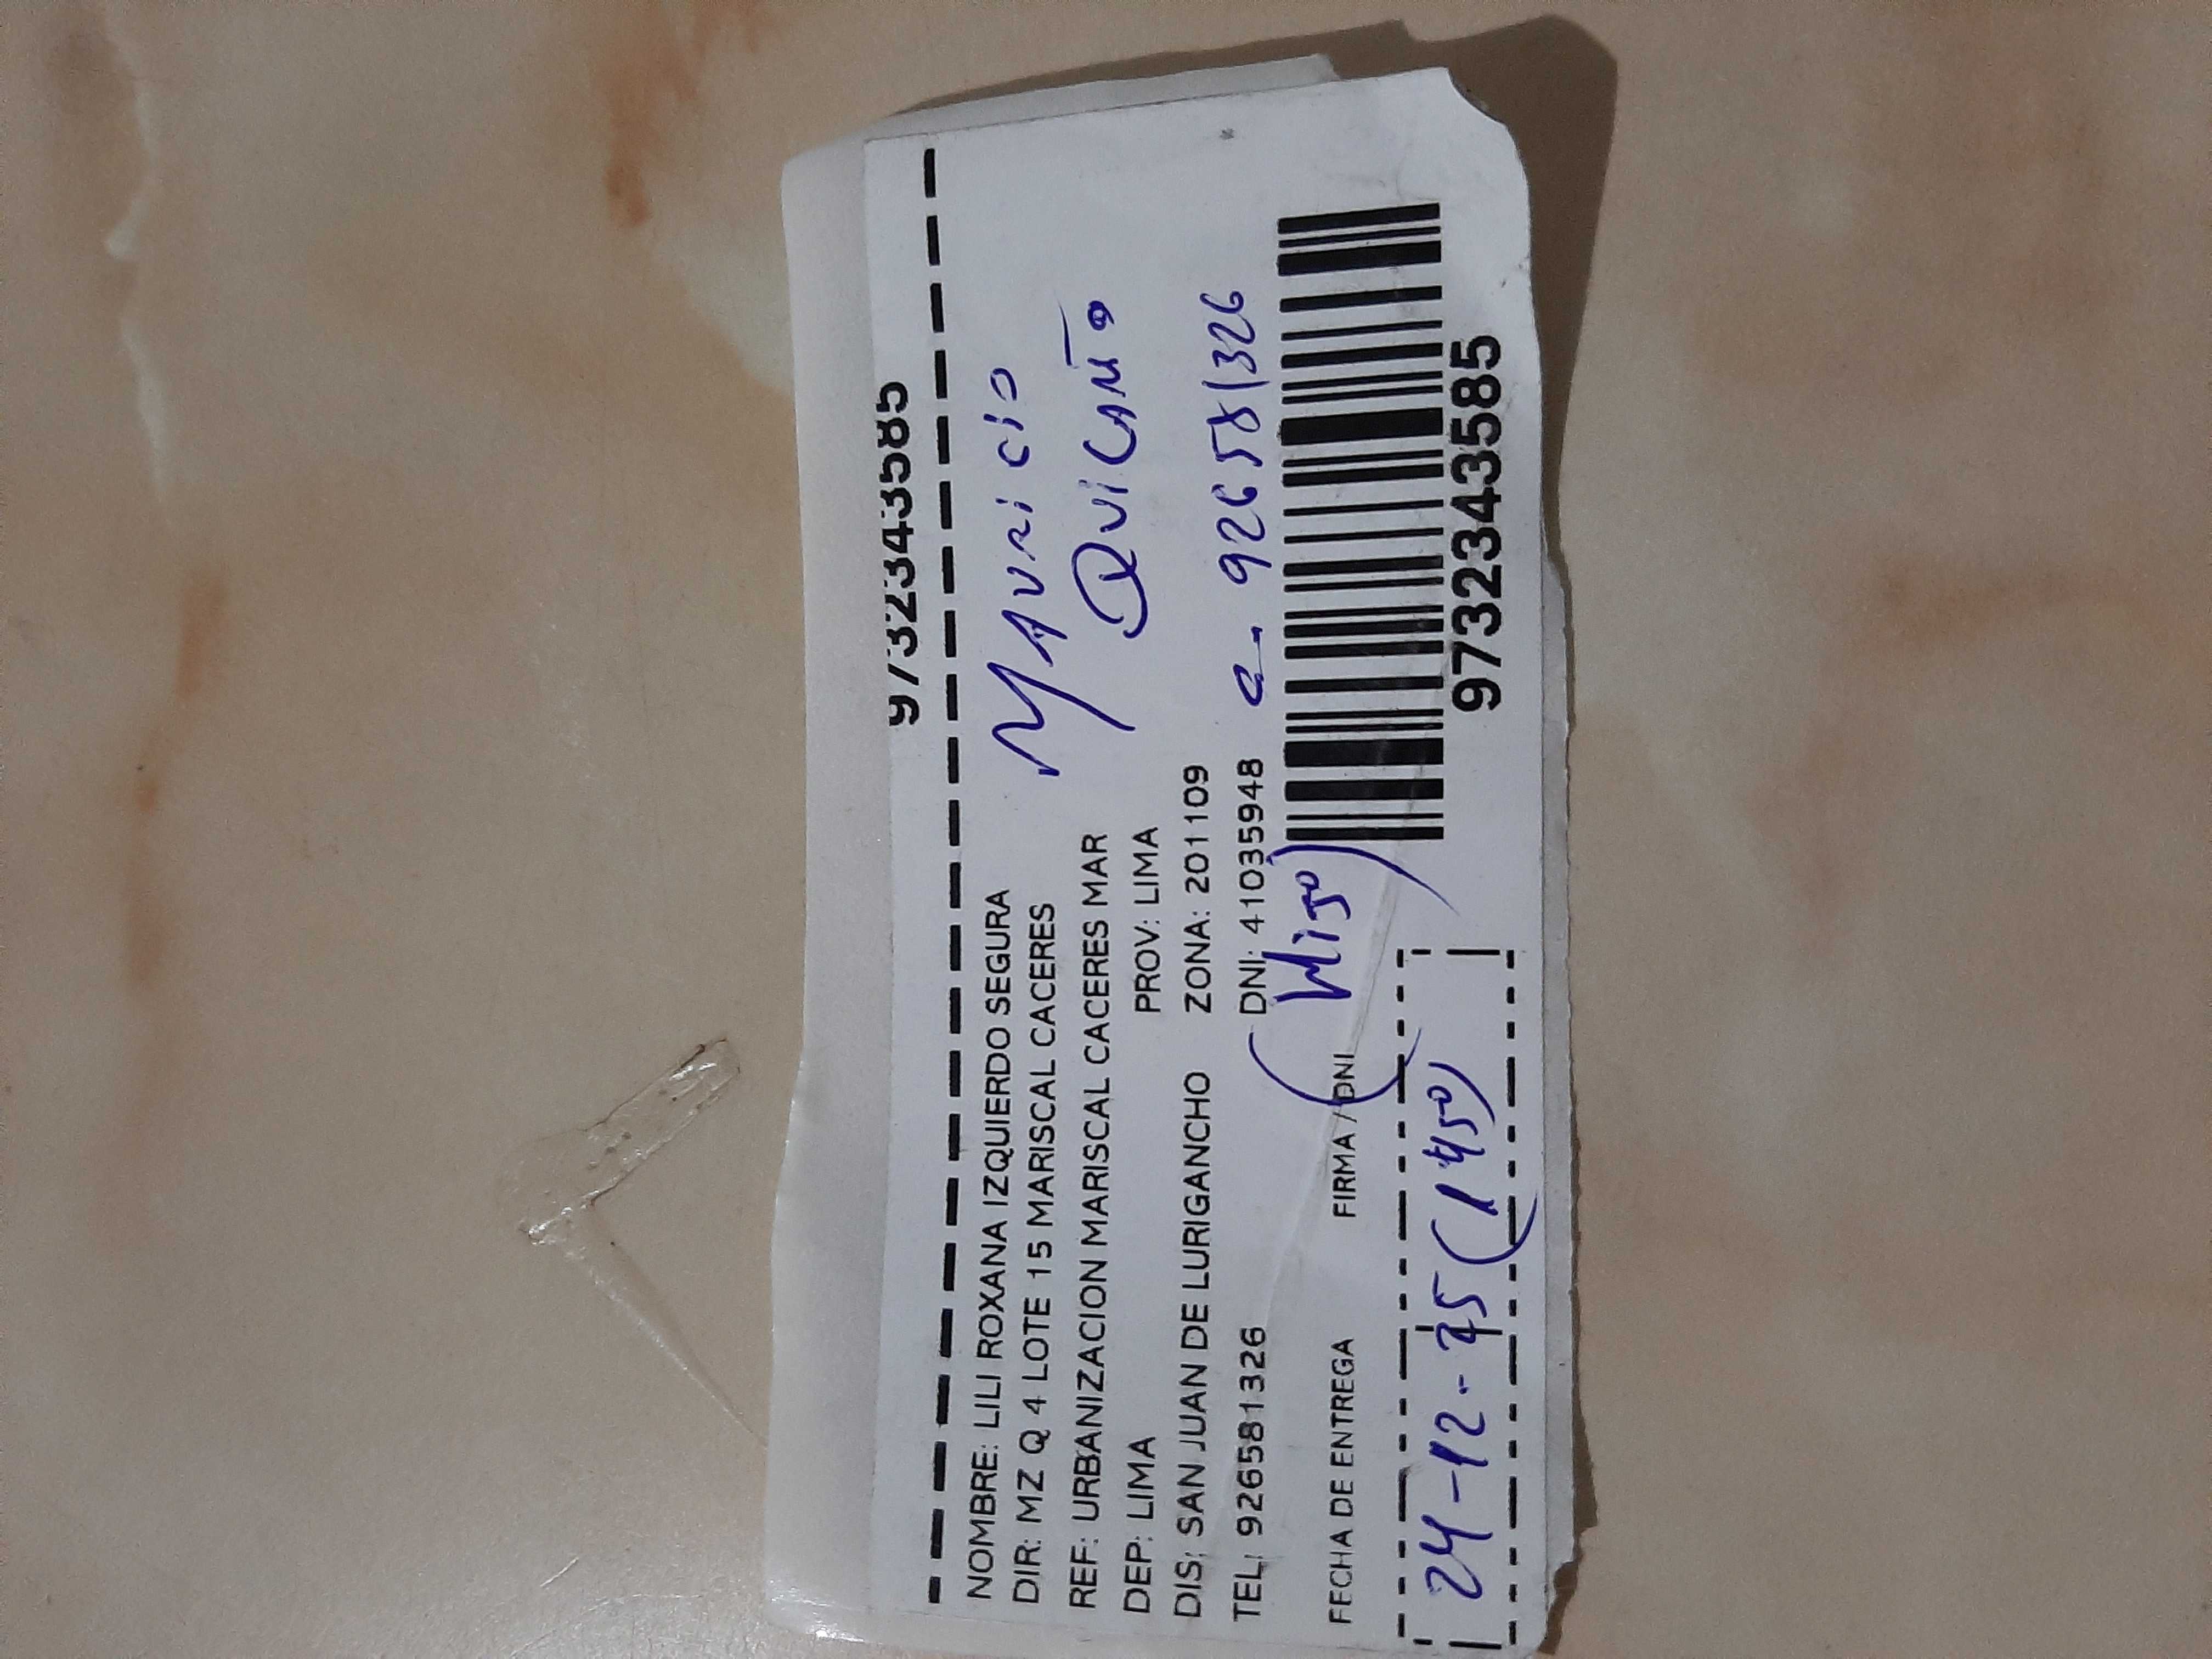 9732343585
NOMBRE: LILI ROXANA IZQUIERDO SEGURA
DIR: MZ Q 4 LOTE 15 MARISCAL CACERES
Mauricio
REF: URBANIZACION MARISCAL CACERES MAR
Quicaño
DEP: LIMA PROV: LIMA
DIS: SAN JUAN DE LURIGANCHO ZONA: 201109
TEL: 926581326 DNI: 41035948
926581326
(Hijo)
FECHA DE ENTREGA FIRMA / DNI
24-12- (1450)
9732343585